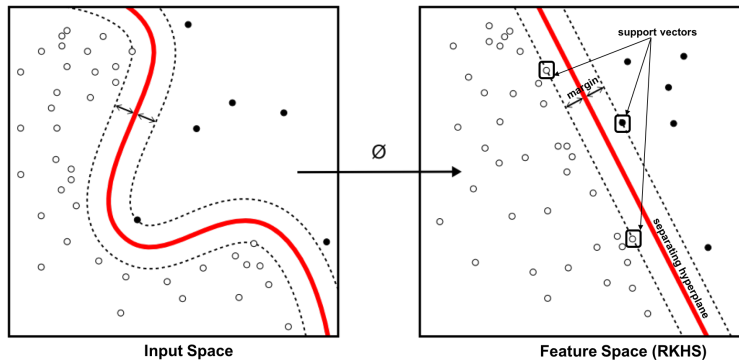 support vectors
margin
Ø
separating hyperplane
Input Space
Feature Space (RKHS)